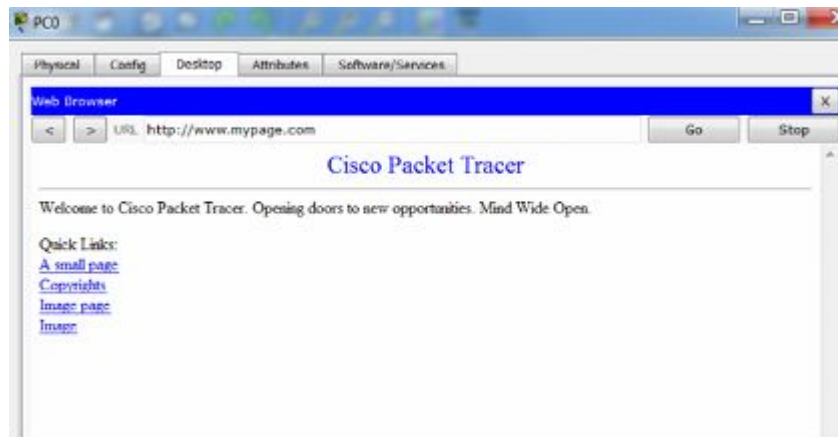 PC0
Physical Config Desktop Attributes Software/Services
Web Browser X
< > URL http://www.mypage.com Go Stop
Cisco Packet Tracer
Welcome to Cisco Packet Tracer. Opening doors to new opportunities. Mind Wide Open.
Quick Links:
A small page
Copyrights
Image page
Image